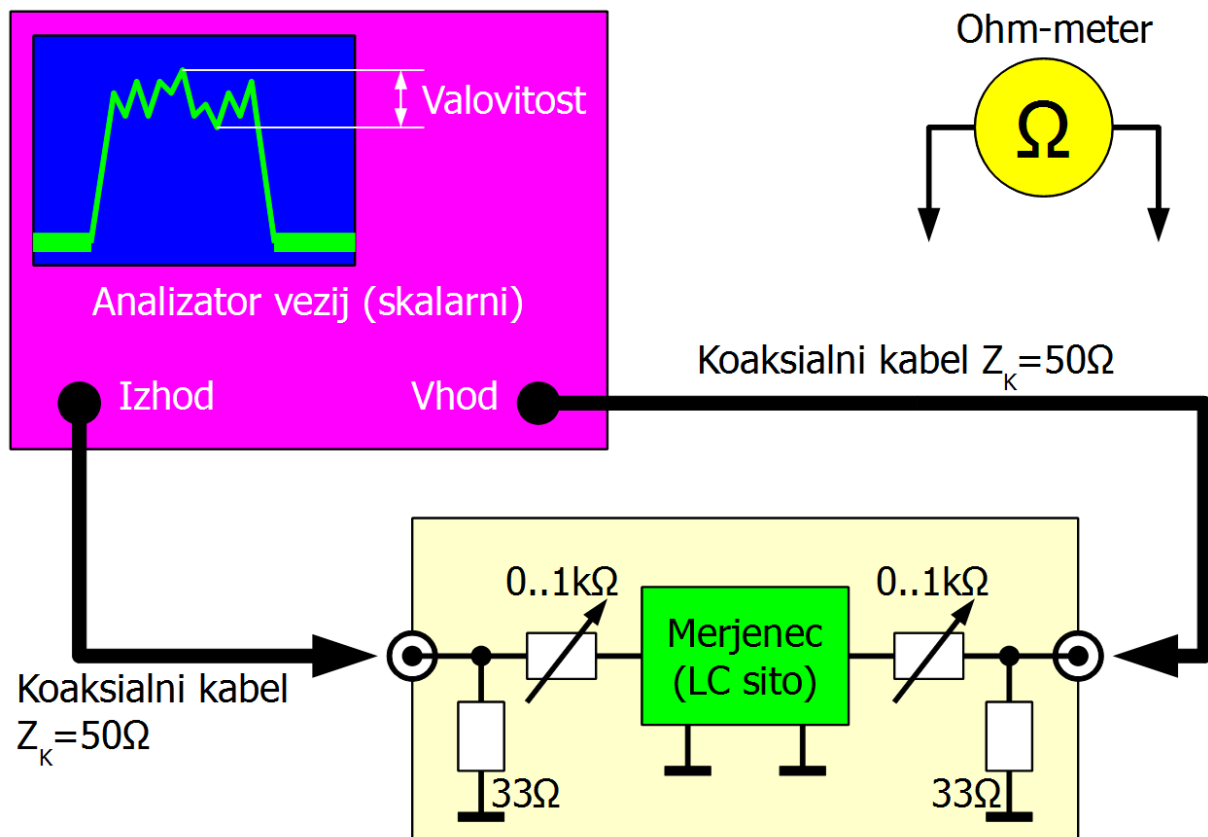 Ohm-meter
Ω
Valovitost
Analizator vezij (skalarni)
Izhod
Vhod
Koaksialni kabel Z_K=50Ω
0..1kΩ
0..1kΩ
Merjenec
(LC sito)
Koaksialni kabel
Z_K=50Ω
33Ω
33Ω